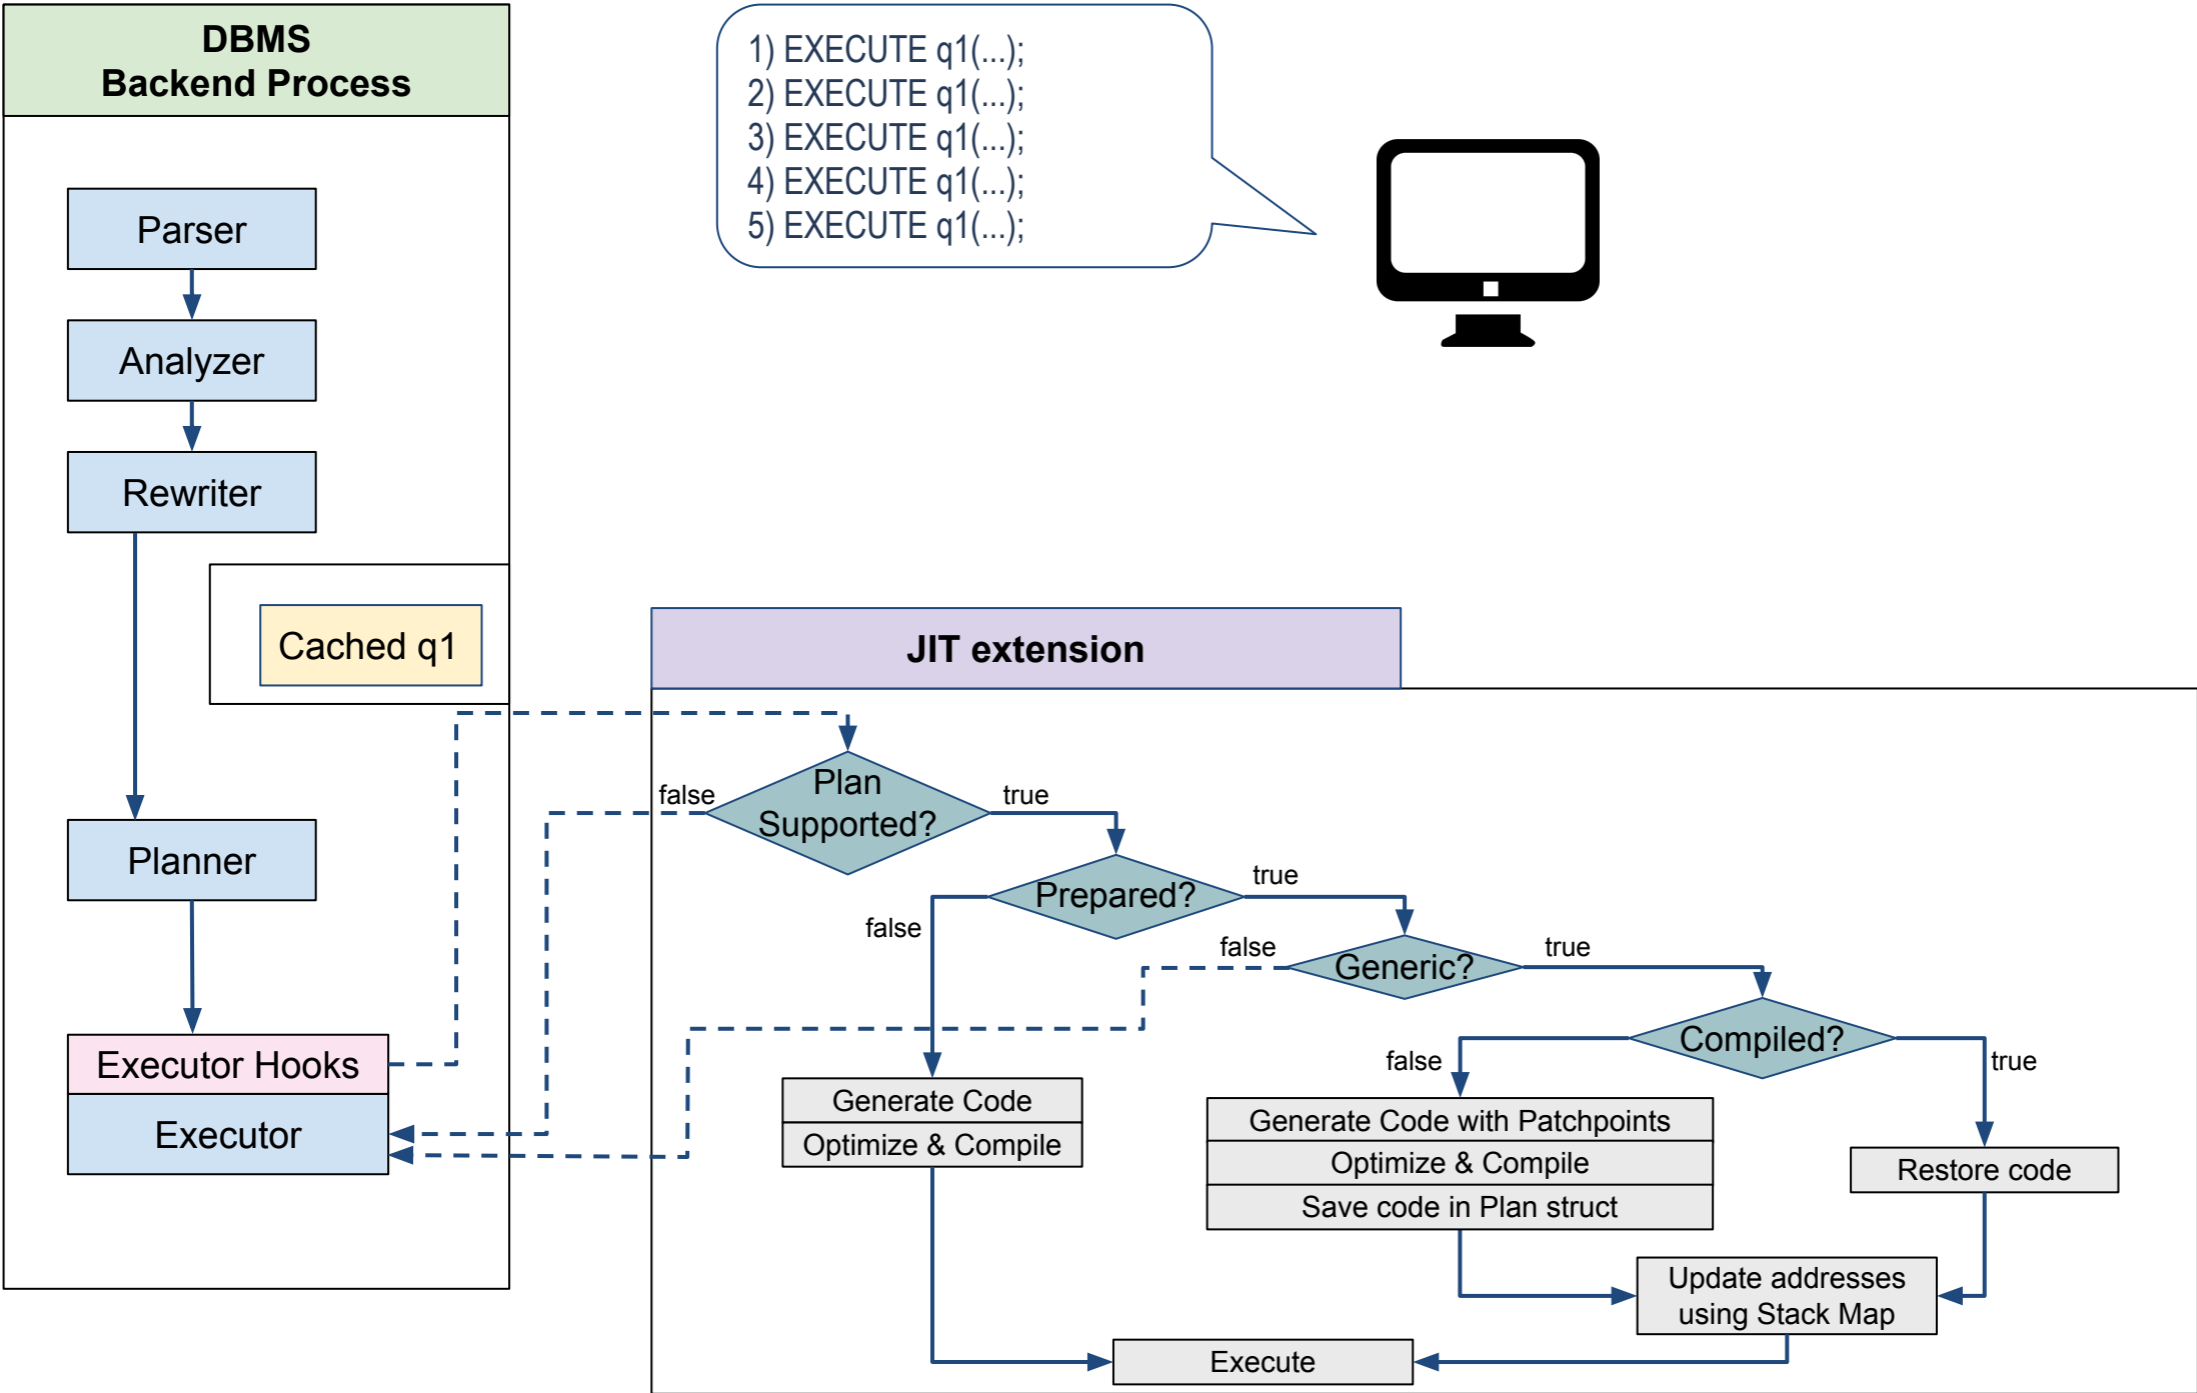 DBMS
Backend Process
Parser
Analyzer
Rewriter
Cached q1
Planner
Executor Hooks
Executor
1) EXECUTE q1(...);
2) EXECUTE q1(...);
3) EXECUTE q1(...);
4) EXECUTE q1(...);
5) EXECUTE q1(...);
JIT extension
Plan
Supported?
false
true
Prepared?
false
true
Generic?
false
true
Compiled?
false
true
Generate Code
Optimize & Compile
Generate Code with Patchpoints
Optimize & Compile
Save code in Plan struct
Restore code
Update addresses
using Stack Map
Execute